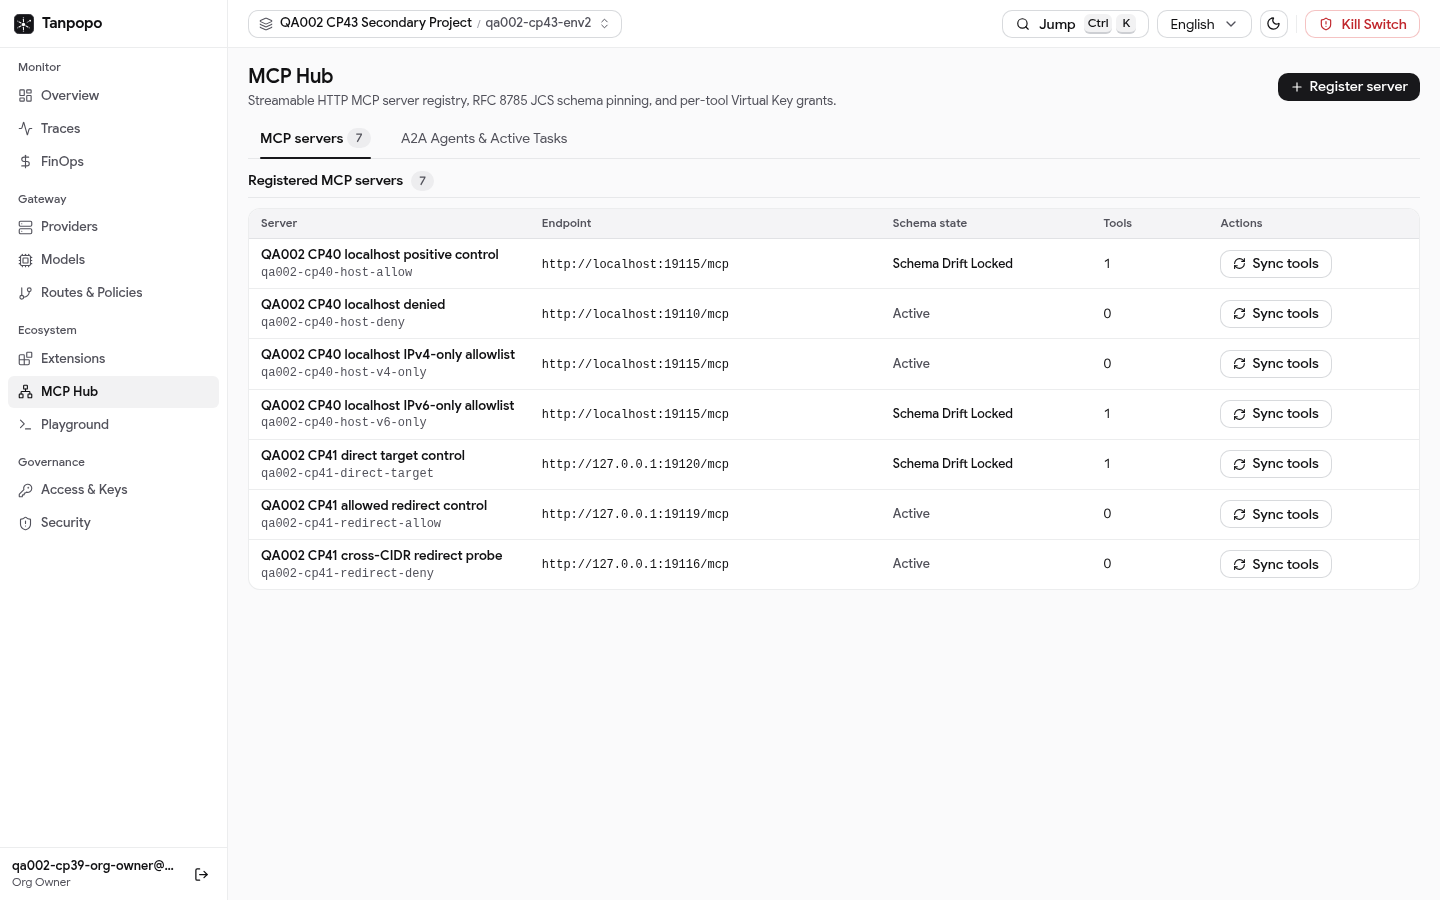 Tanpopo
QA002 CP43 Secondary Project / qa002-cp43-env2
Jump Ctrl K
English
Kill Switch
Monitor
Overview
Traces
FinOps
Gateway
Providers
Models
Routes & Policies
Ecosystem
Extensions
MCP Hub
Playground
Governance
Access & Keys
Security
qa002-cp39-org-owner@...
Org Owner
MCP Hub
Streamable HTTP MCP server registry, RFC 8785 JCS schema pinning, and per-tool Virtual Key grants.
Register server
MCP servers 7 A2A Agents & Active Tasks
Registered MCP servers 7
Server Endpoint Schema state Tools Actions
QA002 CP40 localhost positive control
qa002-cp40-host-allow
http://localhost:19115/mcp Schema Drift Locked 1 Sync tools
QA002 CP40 localhost denied
qa002-cp40-host-deny
http://localhost:19110/mcp Active 0 Sync tools
QA002 CP40 localhost IPv4-only allowlist
qa002-cp40-host-v4-only
http://localhost:19115/mcp Active 0 Sync tools
QA002 CP40 localhost IPv6-only allowlist
qa002-cp40-host-v6-only
http://localhost:19115/mcp Schema Drift Locked 1 Sync tools
QA002 CP41 direct target control
qa002-cp41-direct-target
http://127.0.0.1:19120/mcp Schema Drift Locked 1 Sync tools
QA002 CP41 allowed redirect control
qa002-cp41-redirect-allow
http://127.0.0.1:19119/mcp Active 0 Sync tools
QA002 CP41 cross-CIDR redirect probe
qa002-cp41-redirect-deny
http://127.0.0.1:19116/mcp Active 0 Sync tools